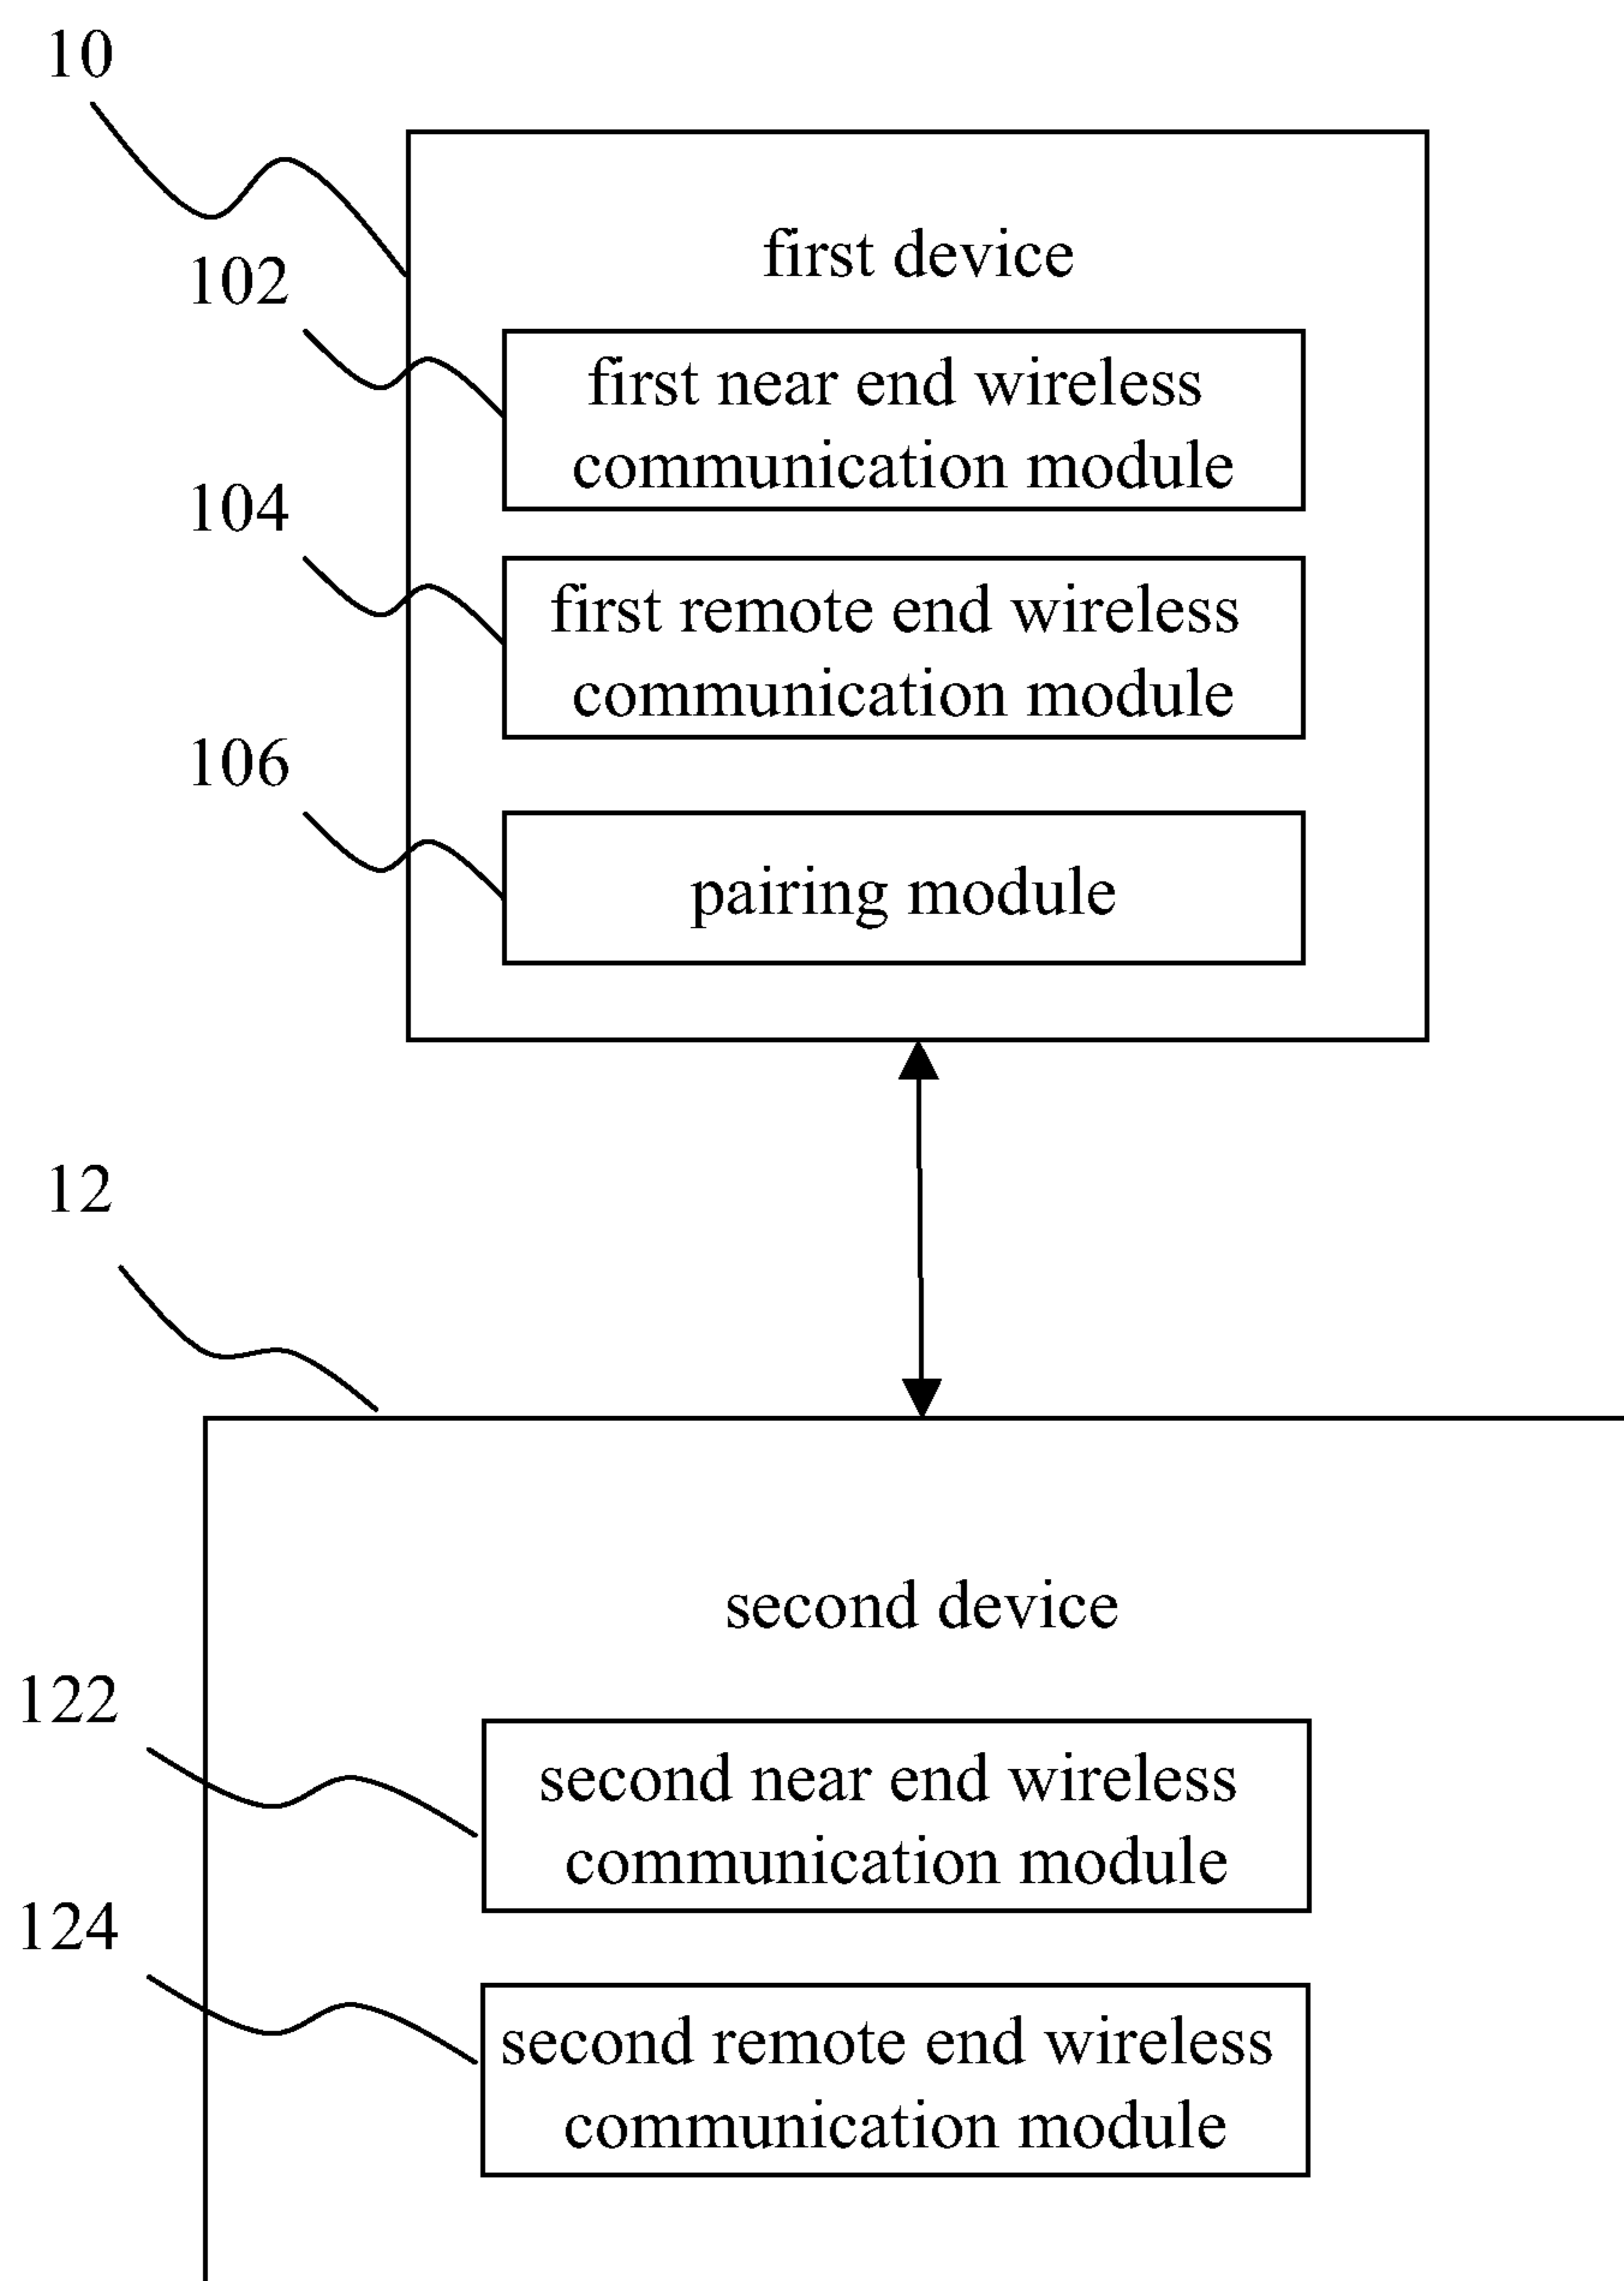 10
first device
102
first near end wireless
communication module
104
first remote end wireless
communication module
106
pairing module
12
second device
122
second near end wireless
communication module
124
second remote end wireless
communication module